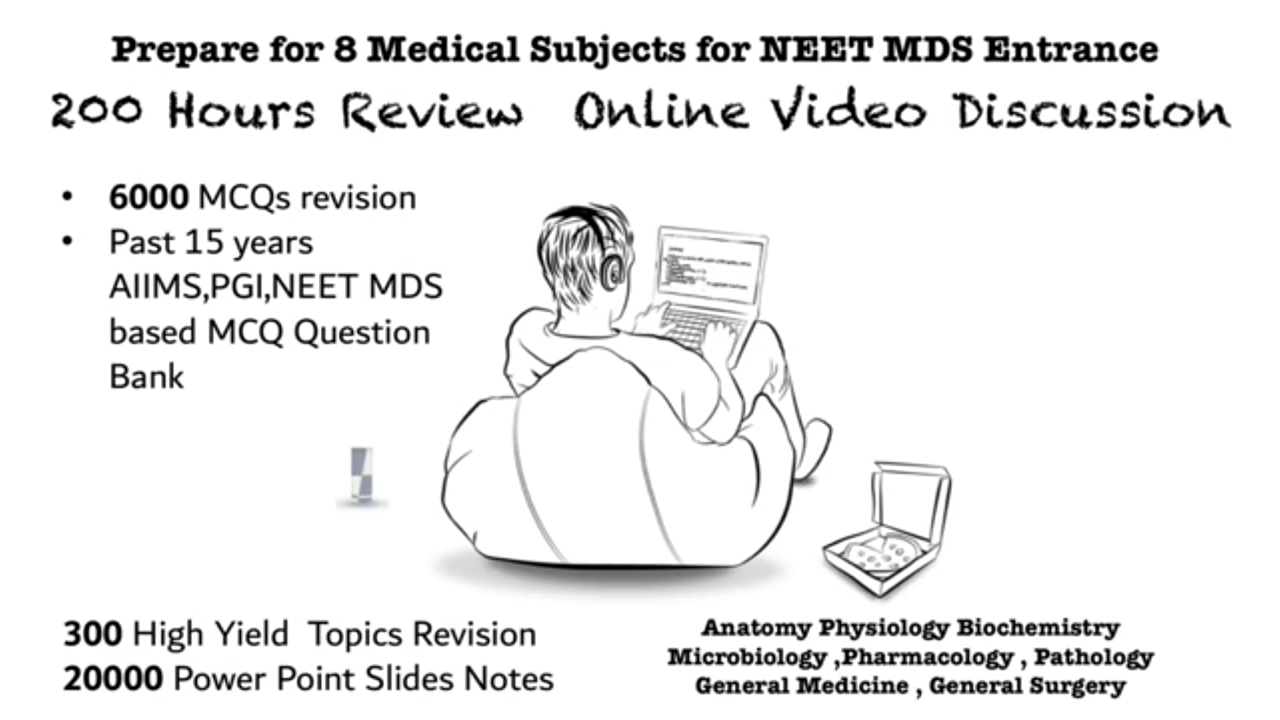 Prepare for 8 Medical Subjects for NEET MDS Entrance
200 Hours Review Online Video Discussion
• 6000 MCQs revision
• Past 15 years
AIIMS,PGI,NEET MDS
based MCQ Question
Bank
300 High Yield Topics Revision
20000 Power Point Slides Notes
Anatomy Physiology Biochemistry
Microbiology ,Pharmacology , Pathology
General Medicine , General Surgery